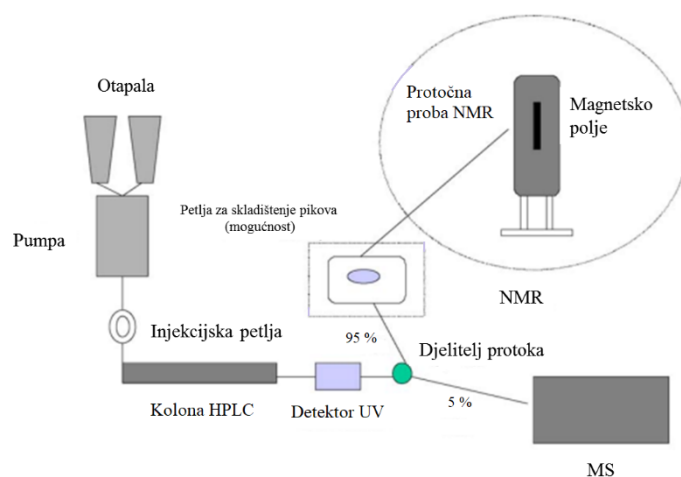 Otapala
Protočna
proba NMR
Magnetsko
polje
Petlja za skladištenje pikova
(mogućnost)
Pumpa
NMR
Injekcijska petlja
95 %
Djelitelj protoka
Kolona HPLC
Detektor UV
5 %
MS